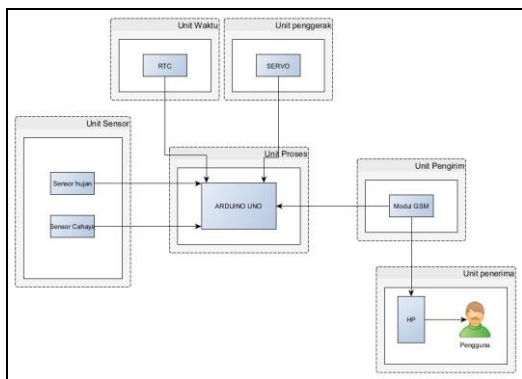 Unit Waktu
RTC
Unit penggerak
SERVO
Unit Sensor
Sensor hujan
Sensor Cahaya
Unit Proses
ARDUINO UNO
Unit Pengirim
Modul GSM
Unit penerima
HP
Pengguna